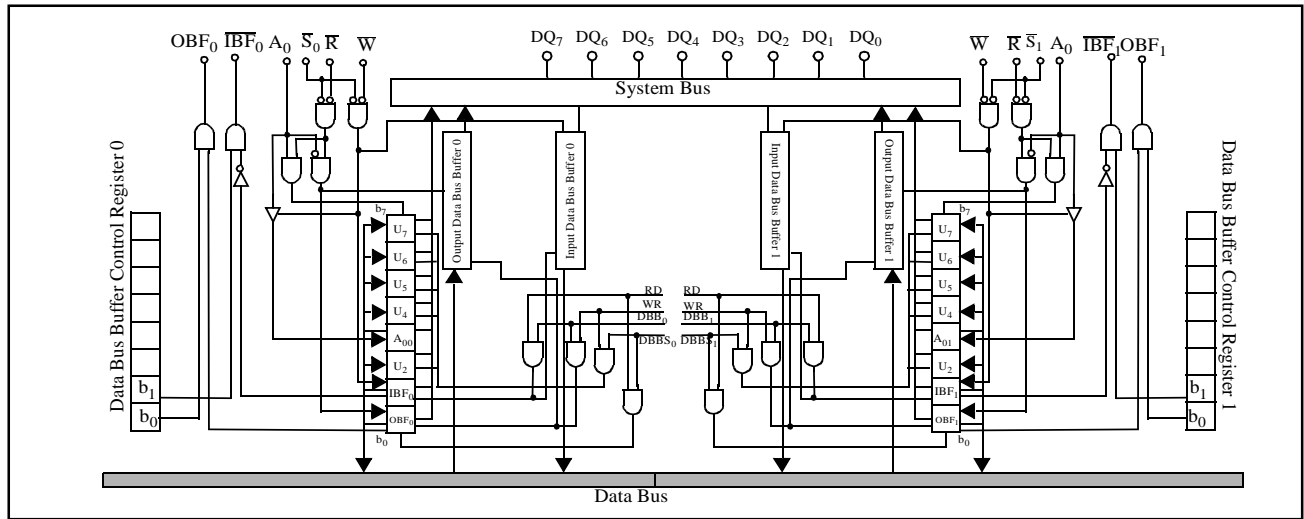 OBF₀ I̅B̅F̅₀ A₀ S̅₀ R̅ W̅ DQ₇ DQ₆ DQ₅ DQ₄ DQ₃ DQ₂ DQ₁ DQ₀ W̅ R̅ S̅₁ A₀ I̅B̅F̅₁ OBF₁
System Bus
Data Bus Buffer Control Register 0
b₁
b₀
b₇
U₇
U₆
U₅
U₄
A₀₀
U₂
IBF₀
OBF₀
b₀
Output Data Bus Buffer 0
Input Data Bus Buffer 0
RD RD
WR WR
DBB₀ DBB₁
DBBS₀ DBBS₁
Input Data Bus Buffer 1
Output Data Bus Buffer 1
b₇
U₇
U₆
U₅
U₄
A₀₁
U₂
IBF₁
OBF₁
b₀
Data Bus Buffer Control Register 1
b₁
b₀
Data Bus